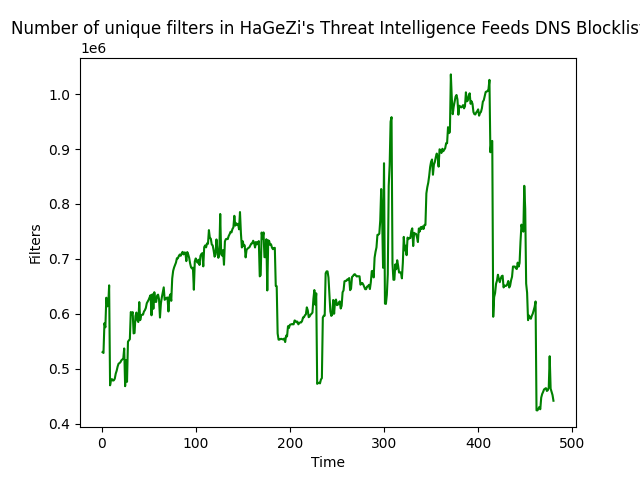 Number of unique filters in HaGeZi's Threat Intelligence Feeds DNS Blocklis
1e6
1.0
0.9
0.8
0.7
0.6
0.5
0.4
Filters
0 100 200 300 400 500
Time